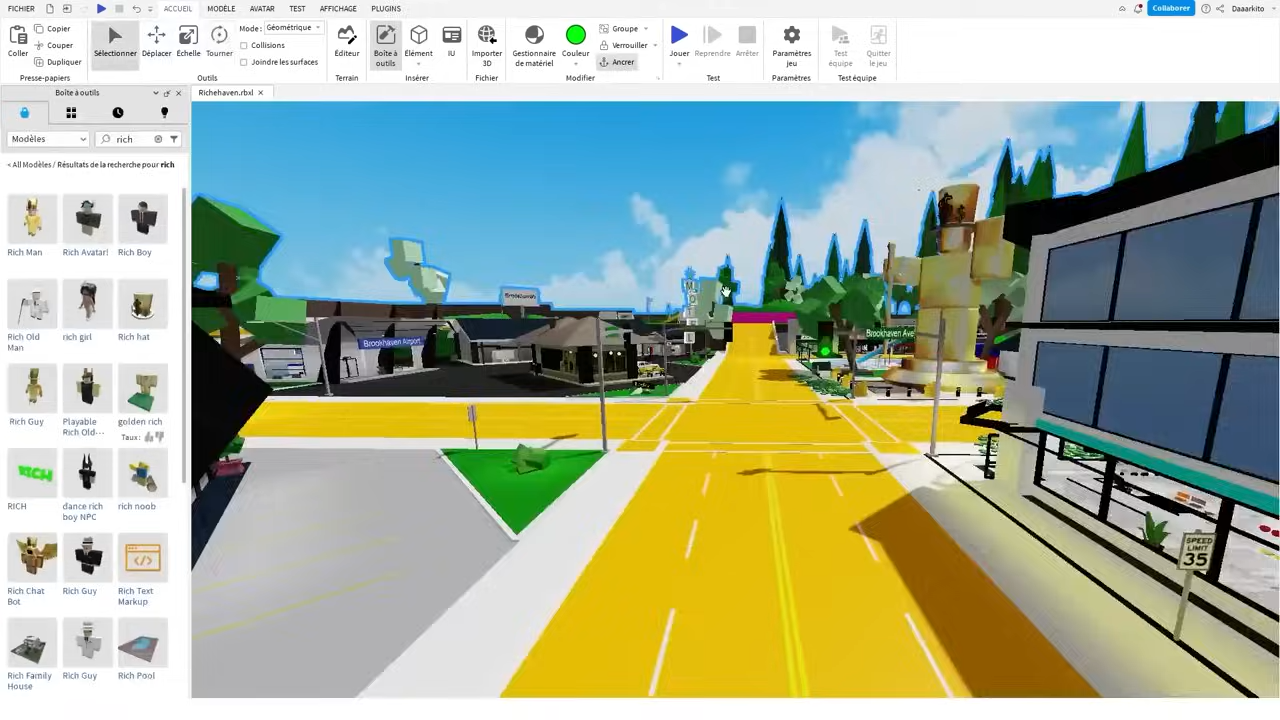 FICHIER
ACCUEIL
MODÈLE
AVATAR
TEST
AFFICHAGE
PLUGINS
Collaborer
Daaarkito
Coller
Copier
Couper
Dupliquer
Presse-papiers
Sélectionner
Déplacer
Échelle
Tourner
Mode:
Géométrique
Collisions
Joindre les surfaces
Outils
Éditeur
Terrain
Boîte à
outils
Elément
IU
Insérer
Importer
3D
Fichier
Gestionnaire
de matériel
Couleur
Groupe
Verrouiller
Ancrer
Modifier
Jouer
Reprendre
Arrêter
Test
Paramètres
jeu
Paramètres
Test
équipe
Quitter
le jeu
Test équipe
Boîte à outils
Richehaven.rbxl
Modèles
rich
< All Modèles / Résultats de la recherche pour rich
Rich Man
Rich Avatar!
Rich Boy
Rich Old
Man
rich girl
Rich hat
Rich Guy
Playable
Rich Old-…
golden rich
Taux:
RICH
RICH
dance rich
boy NPC
rich noob
Rich Chat
Bot
Rich Guy
Rich Text
Markup
Rich Family
House
Rich Guy
Rich Pool
Brookhaven
Brookhaven Airport
MOTEL
Brookhaven Ave
SPEED
LIMIT
35